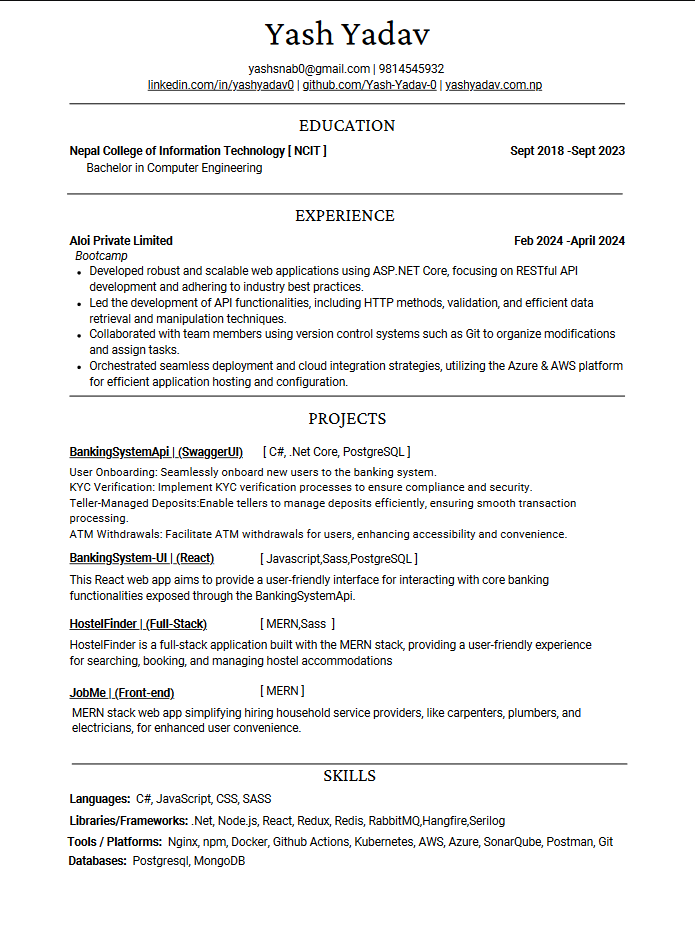 Yash Yadav
yashsnab0@gmail.com | 9814545932
linkedin.com/in/yashyadav0 | github.com/Yash-Yadav-0 | yashyadav.com.np
EDUCATION
Nepal College of Information Technology [ NCIT ] Sept 2018 -Sept 2023
Bachelor in Computer Engineering
EXPERIENCE
Aloi Private Limited Feb 2024 -April 2024
Bootcamp
• Developed robust and scalable web applications using ASP.NET Core, focusing on RESTful API
development and adhering to industry best practices.
• Led the development of API functionalities, including HTTP methods, validation, and efficient data
retrieval and manipulation techniques.
• Collaborated with team members using version control systems such as Git to organize modifications
and assign tasks.
• Orchestrated seamless deployment and cloud integration strategies, utilizing the Azure & AWS platform
for efficient application hosting and configuration.
PROJECTS
BankingSystemApi | (SwaggerUI) [ C#, .Net Core, PostgreSQL ]
User Onboarding: Seamlessly onboard new users to the banking system.
KYC Verification: Implement KYC verification processes to ensure compliance and security.
Teller-Managed Deposits:Enable tellers to manage deposits efficiently, ensuring smooth transaction
processing.
ATM Withdrawals: Facilitate ATM withdrawals for users, enhancing accessibility and convenience.
BankingSystem-UI | (React) [ Javascript,Sass,PostgreSQL ]
This React web app aims to provide a user-friendly interface for interacting with core banking
functionalities exposed through the BankingSystemApi.
HostelFinder | (Full-Stack) [ MERN,Sass ]
HostelFinder is a full-stack application built with the MERN stack, providing a user-friendly experience
for searching, booking, and managing hostel accommodations
JobMe | (Front-end) [ MERN ]
MERN stack web app simplifying hiring household service providers, like carpenters, plumbers, and
electricians, for enhanced user convenience.
SKILLS
Languages: C#, JavaScript, CSS, SASS
Libraries/Frameworks: .Net, Node.js, React, Redux, Redis, RabbitMQ,Hangfire,Serilog
Tools / Platforms: Nginx, npm, Docker, Github Actions, Kubernetes, AWS, Azure, SonarQube, Postman, Git
Databases: Postgresql, MongoDB